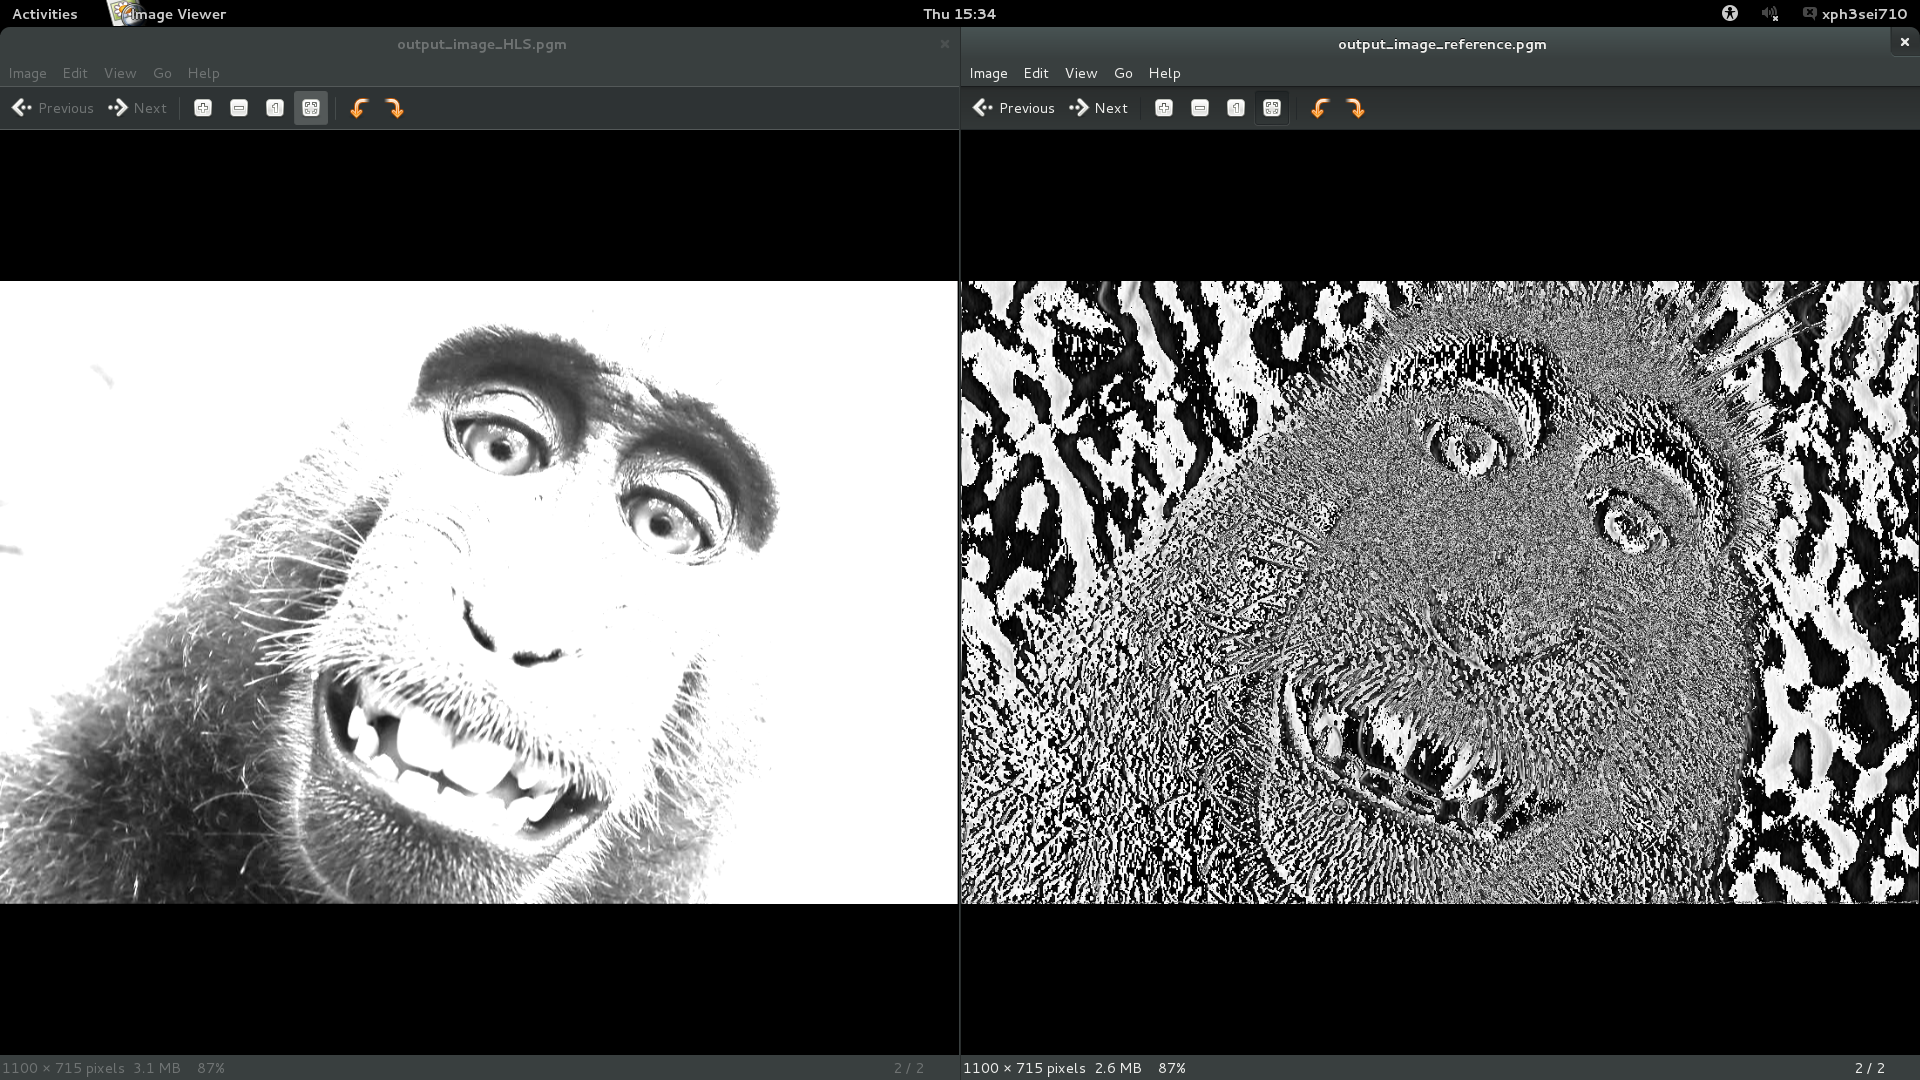 Activities Image Viewer Thu 15:34 xph3sei710
output_image_HLS.pgm
Image Edit View Go Help
Previous Next
1100 × 715 pixels 3.1 MB 87% 2 / 2
output_image_reference.pgm
Image Edit View Go Help
Previous Next
1100 × 715 pixels 2.6 MB 87% 2 / 2